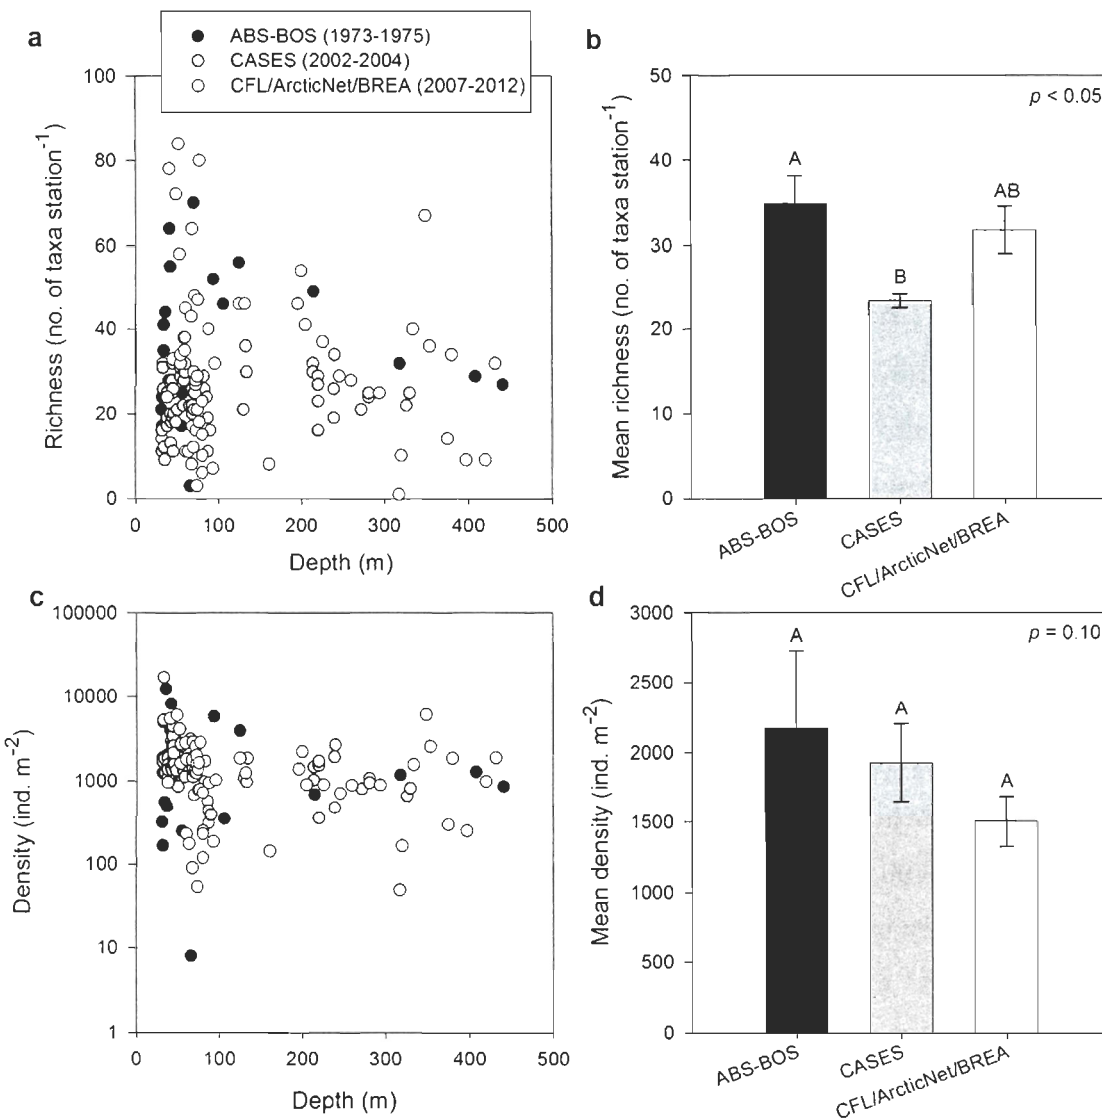 a
ABS-BOS (1973-1975)
CASES (2002-2004)
CFL/ArcticNet/BREA (2007-2012)
Richness (no. of taxa station⁻¹)
100
80
60
40
20
0
0 100 200 300 400 500
Depth (m)
b
p < 0.05
Mean richness (no. of taxa station⁻¹)
50
40
30
20
10
0
A
B
AB
ABS-BOS
CASES
CFL/ArcticNet/BREA
c
Density (ind. m⁻²)
100000
10000
1000
100
10
1
0 100 200 300 400 500
Depth (m)
d
p = 0.10
Mean density (ind. m⁻²)
3000
2500
2000
1500
1000
500
0
A
A
A
ABS-BOS
CASES
CFL/ArcticNet/BREA